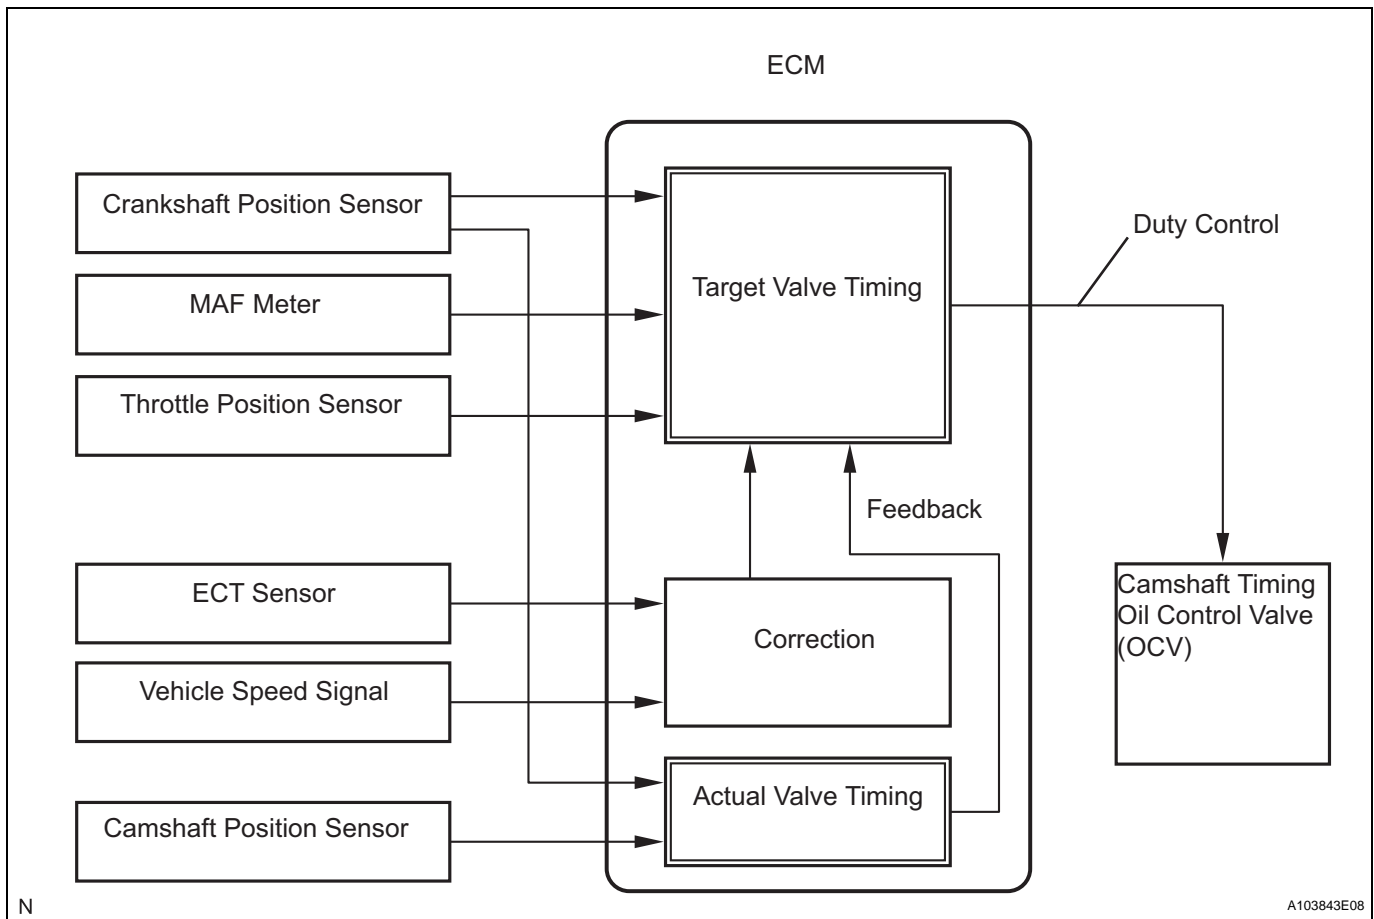 ECM
Crankshaft Position Sensor
MAF Meter
Throttle Position Sensor
ECT Sensor
Vehicle Speed Signal
Camshaft Position Sensor
Target Valve Timing
Feedback
Correction
Actual Valve Timing
Duty Control
Camshaft Timing
Oil Control Valve
(OCV)
N
A103843E08